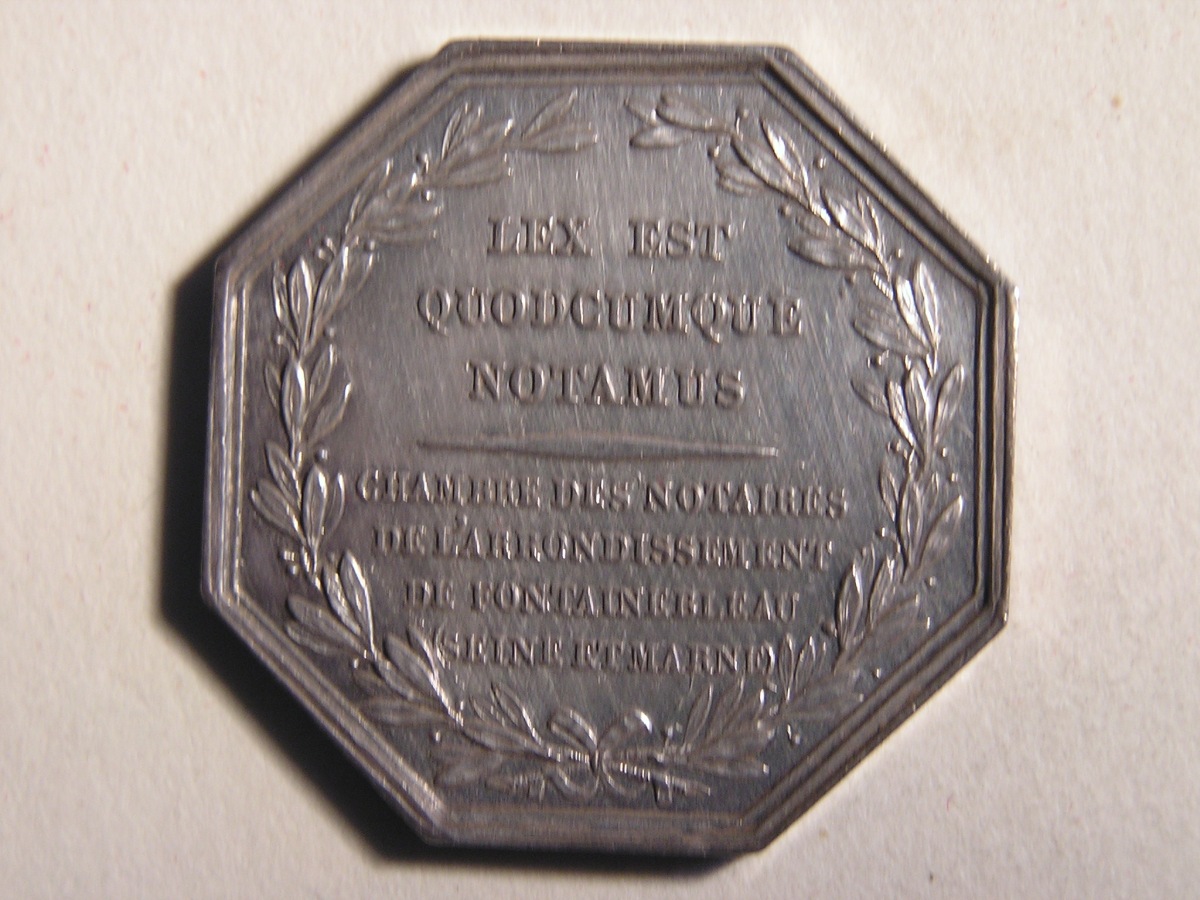 LEX EST
QUODCUMQUE
NOTAMUS
CHAMBRE DES NOTAIRES
DE L'ARRONDISSEMENT
DE FONTAINEBLEAU
(SEINE ET MARNE)